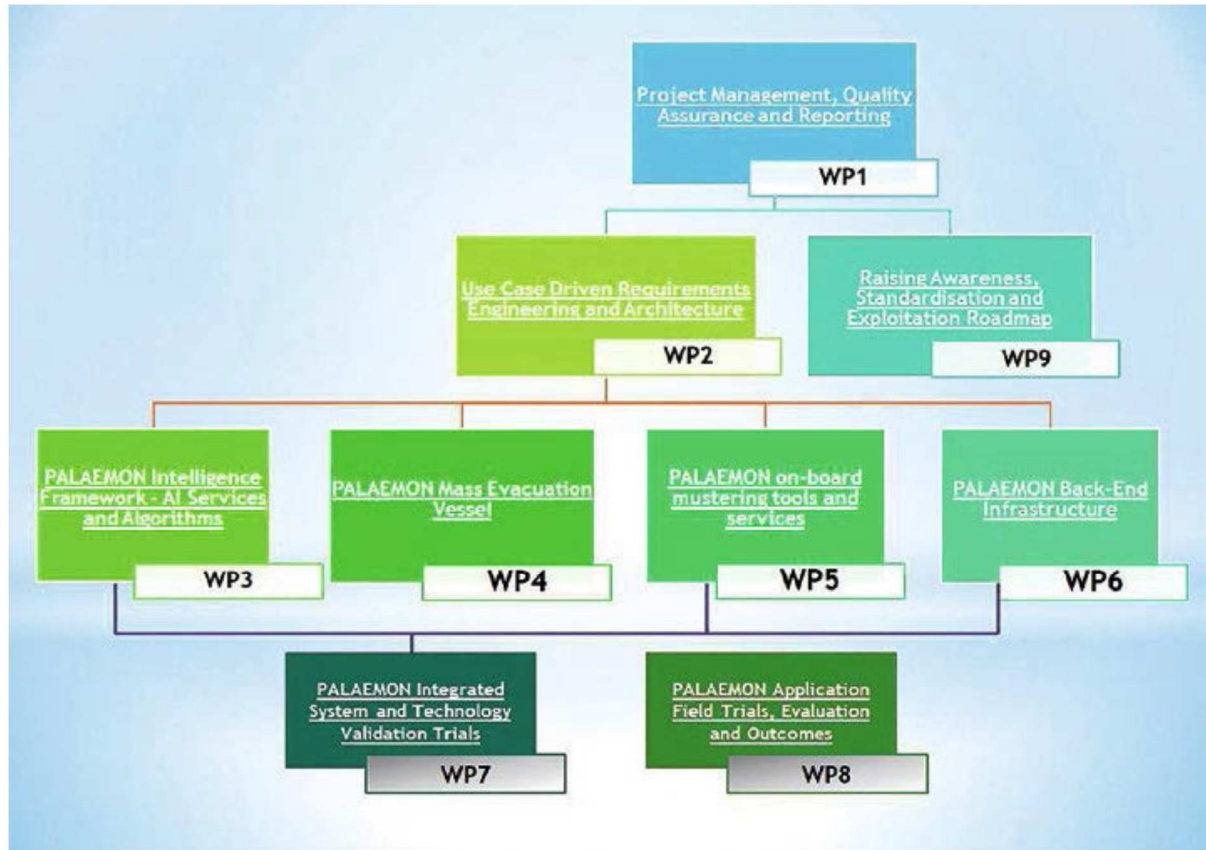 Project Management, Quality
Assurance and Reporting
WP1
Use Case Driven Requirements
Engineering and Architecture
WP2
Raising Awareness,
Standardisation and
Exploitation Roadmap
WP9
PALAEMON Intelligence
Framework - AI Services
and Algorithms
WP3
PALAEMON Mass Evacuation
Vessel
WP4
PALAEMON on-board
mustering tools and
services
WP5
PALAEMON Back-End
Infrastructure
WP6
PALAEMON Integrated
System and Technology
Validation Trials
WP7
PALAEMON Application
Field Trials, Evaluation
and Outcomes
WP8